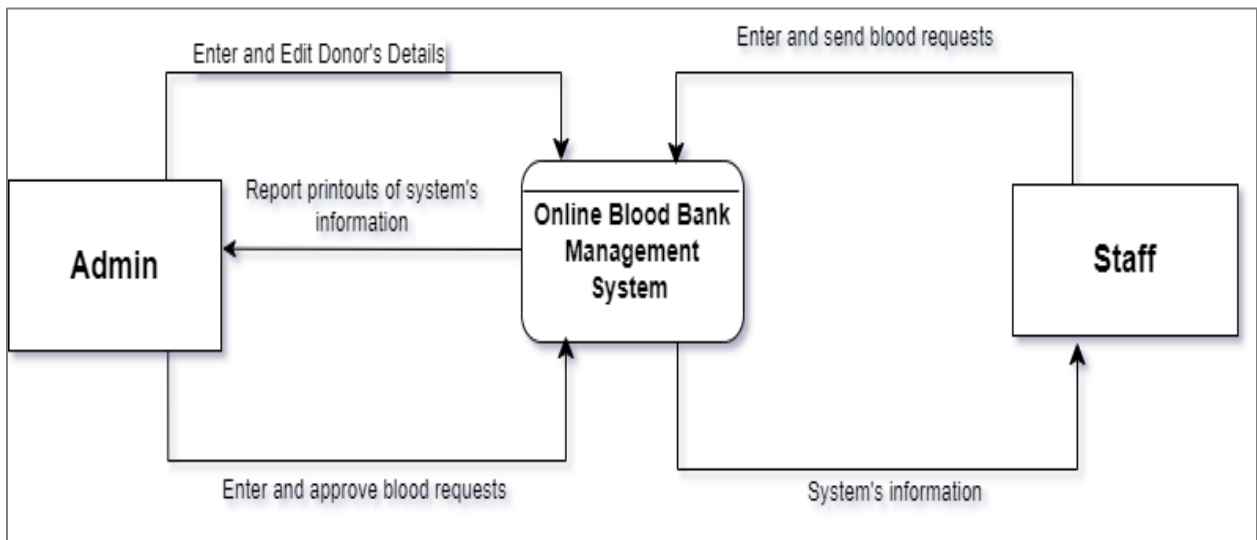 Enter and Edit Donor's Details
Enter and send blood requests
Report printouts of system's
information
Admin
Online Blood Bank
Management
System
Staff
Enter and approve blood requests
System's information